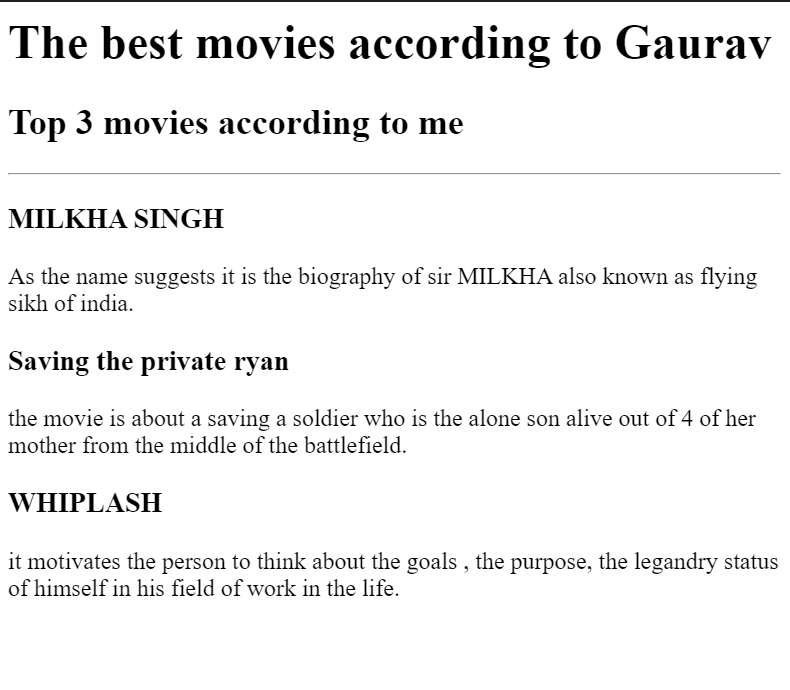 The best movies according to Gaurav
Top 3 movies according to me
MILKHA SINGH
As the name suggests it is the biography of sir MILKHA also known as flying
sikh of india.
Saving the private ryan
the movie is about a saving a soldier who is the alone son alive out of 4 of her
mother from the middle of the battlefield.
WHIPLASH
it motivates the person to think about the goals , the purpose, the legandry status
of himself in his field of work in the life.